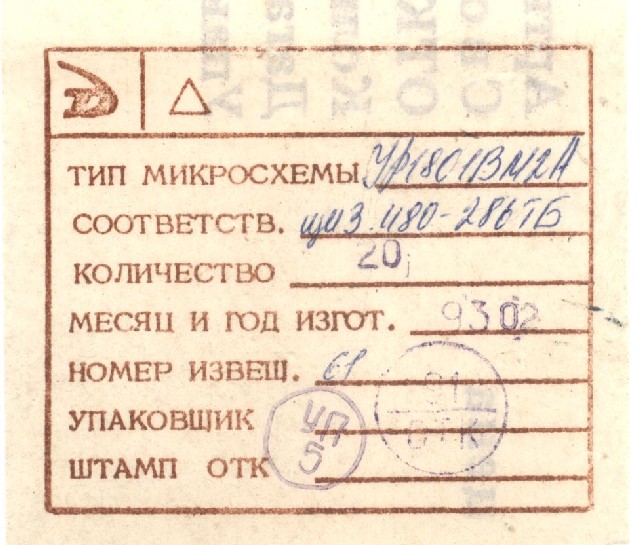 ТИП МИКРОСХЕМЫ УР1801ВМ2А
СООТВЕТСТВ. щи3.480-286ТБ
КОЛИЧЕСТВО 20
МЕСЯЦ И ГОД ИЗГОТ. 9302
НОМЕР ИЗВЕЩ. 61
УПАКОВЩИК УП 5
ШТАМП ОТК ОТК